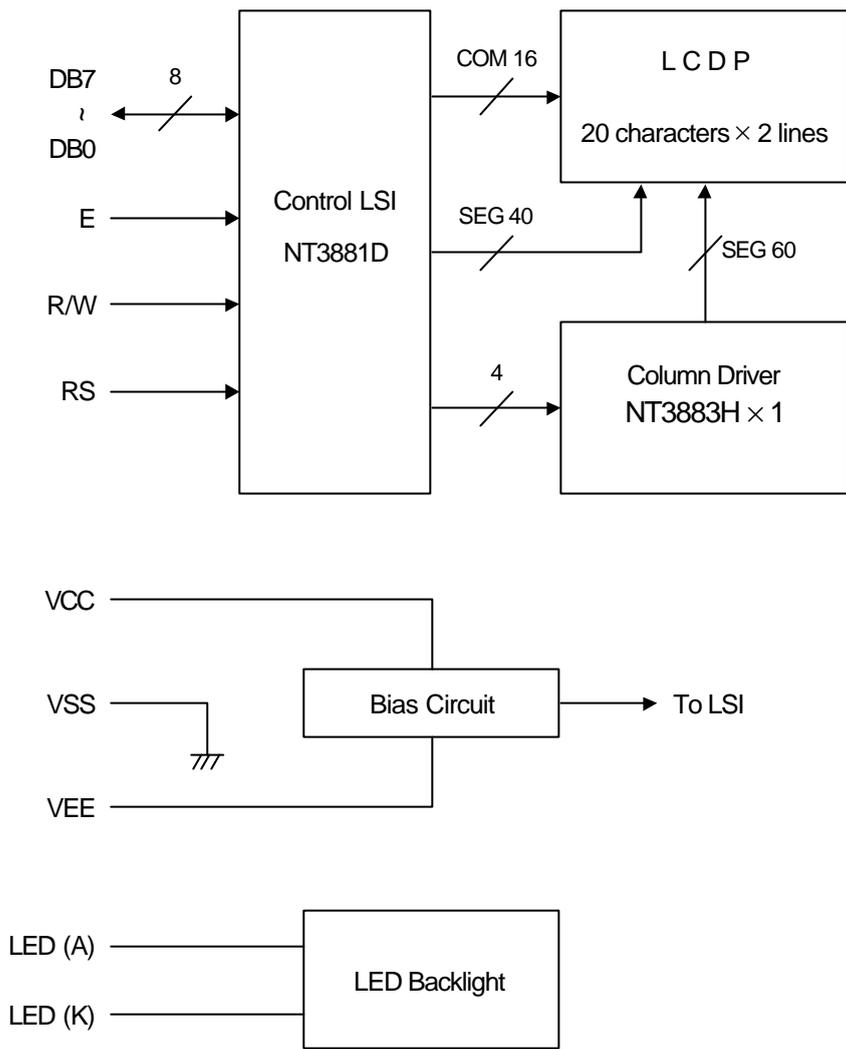 DB7
~
DB0
8
E
R/W
RS
Control LSI
NT3881D
COM 16
SEG 40
4
L C D P
20 characters × 2 lines
SEG 60
Column Driver
NT3883H × 1
VCC
VSS
VEE
Bias Circuit
To LSI
LED (A)
LED (K)
LED Backlight